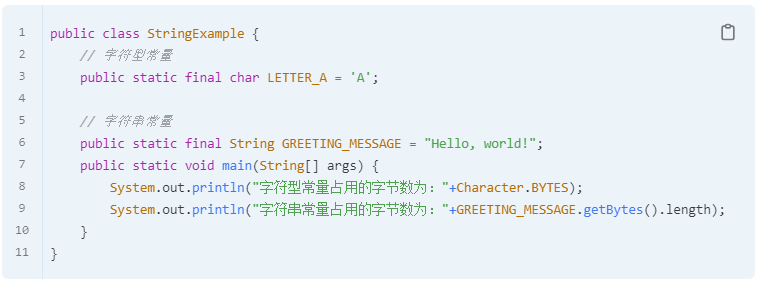 1 public class StringExample {
2 // 字符型常量
3 public static final char LETTER_A = 'A';
4
5 // 字符串常量
6 public static final String GREETING_MESSAGE = "Hello, world!";
7 public static void main(String[] args) {
8 System.out.println("字符型常量占用的字节数为："+Character.BYTES);
9 System.out.println("字符串常量占用的字节数为："+GREETING_MESSAGE.getBytes().length);
10 }
11 }